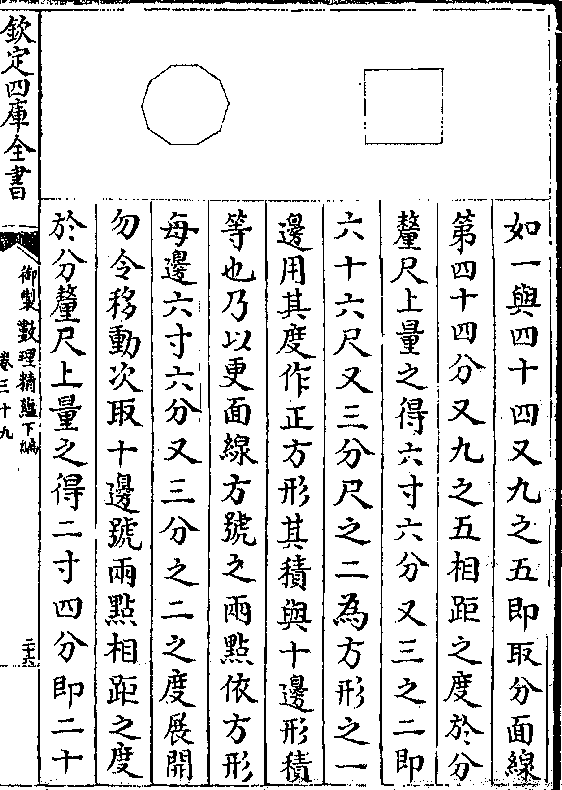 如一與四十四又九之五即取分面線
第四十四分又九之五相距之度於分
釐尺上量之得六寸六分又三之二即
六十六尺又三分尺之二為方形之一
邊用其度作正方形其積與十邊形積
等也乃以更面線方號之兩點依方形
每邊六寸六分又三分之二之度展開
勿令移動次取十邊號兩點相距之度
於分釐尺上量之得二寸四分即二十
欽定四庫全書
御製數理精藴下編
卷三十九
二十六